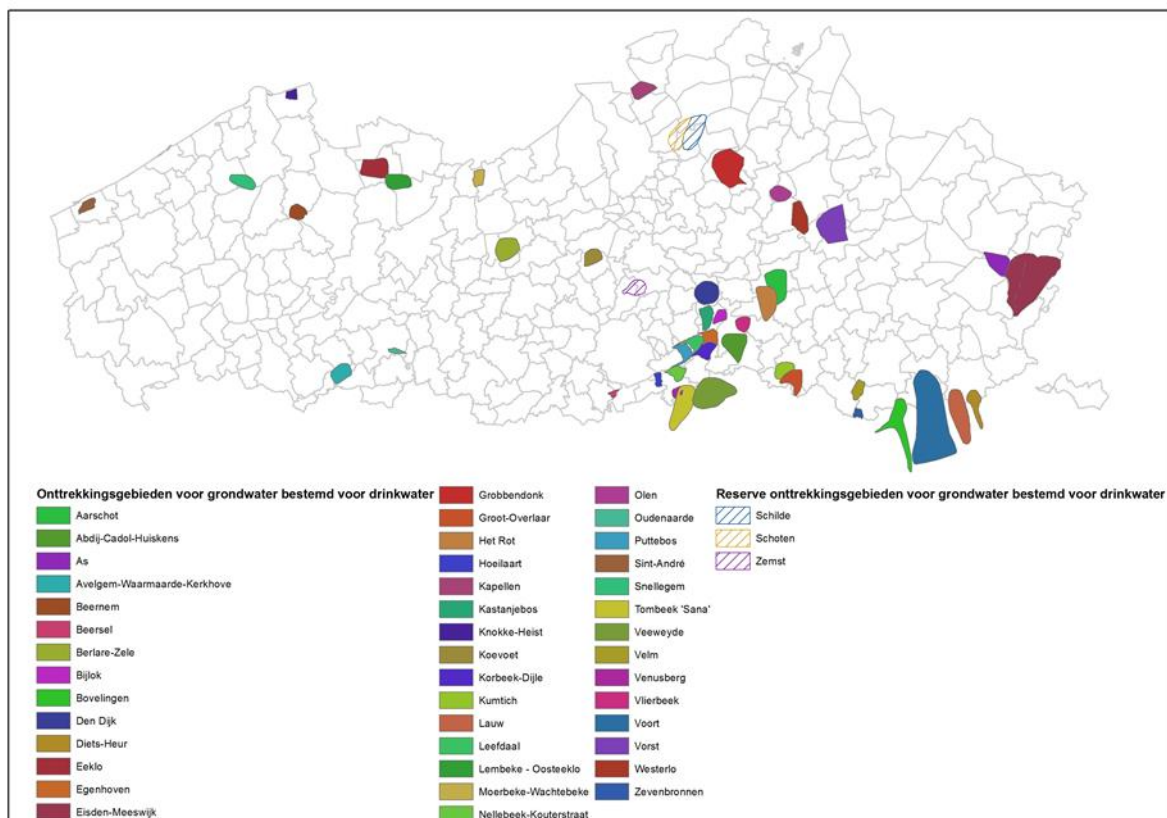 Onttrekkingsgebieden voor grondwater bestemd voor drinkwater
Aarschot
Abdij-Cadol-Huiskens
As
Avelgem-Waarmaarde-Kerkhove
Beernem
Beersel
Berlare-Zele
Bijlok
Bovelingen
Den Dijk
Diets-Heur
Eeklo
Egenhoven
Eisden-Meeswijk
Grobbendonk
Groot-Overlaar
Het Rot
Hoeilaart
Kapellen
Kastanjebos
Knokke-Heist
Koevoet
Korbeek-Dijle
Kumtich
Lauw
Leefdaal
Lembeke - Oosteeklo
Moerbeke-Wachtebeke
Nellebeek-Kouterstraat
Olen
Oudenaarde
Puttebos
Sint-André
Snellegem
Tombeek 'Sana'
Veeweyde
Velm
Venusberg
Vlierbeek
Voort
Vorst
Westerlo
Zevenbronnen
Reserve onttrekkingsgebieden voor grondwater bestemd voor drinkwater
Schilde
Schoten
Zemst